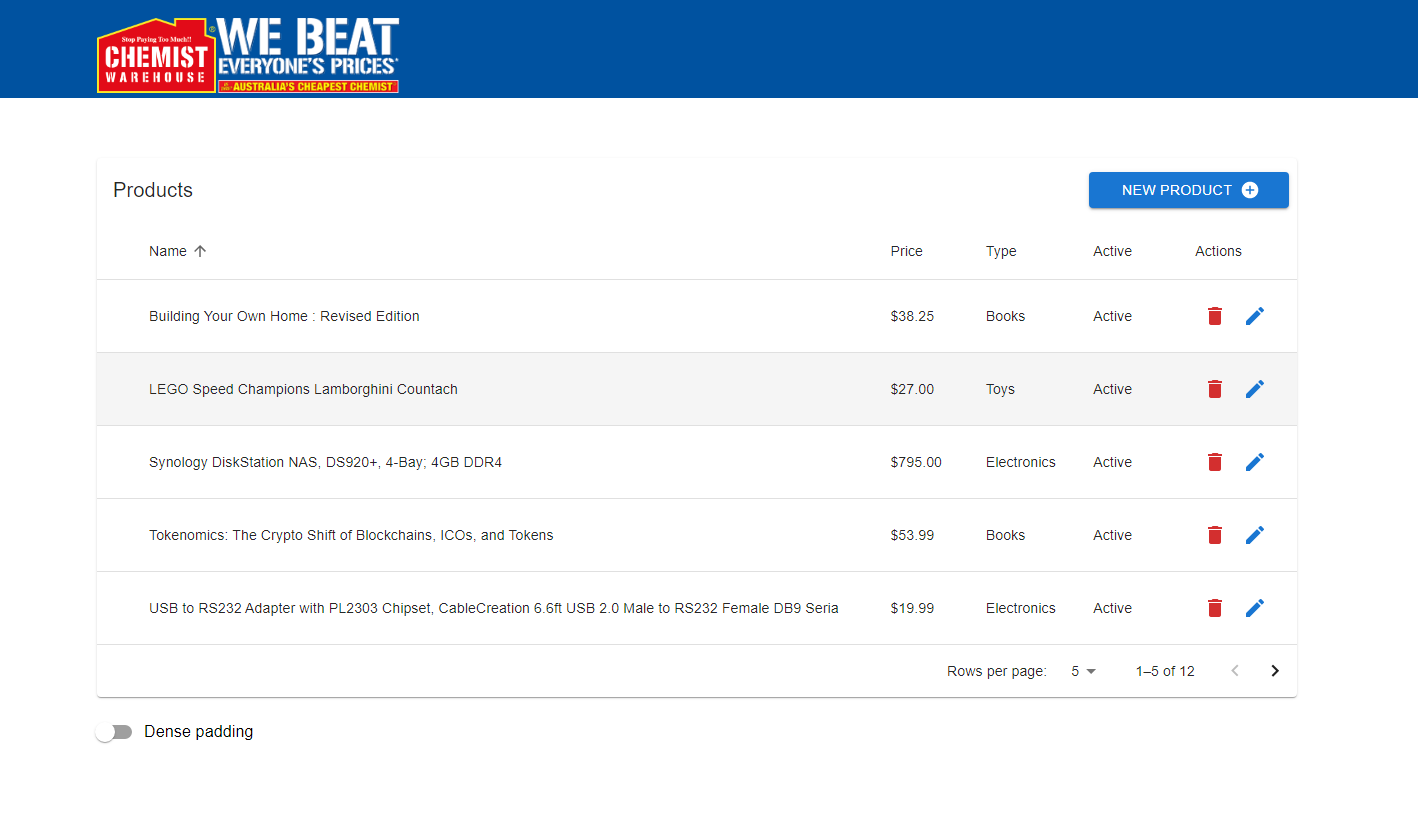 Stop Paying Too Much!!
CHEMIST
WAREHOUSE
®
WE BEAT
EVERYONE'S PRICES*
AUSTRALIA'S CHEAPEST CHEMIST
Products
NEW PRODUCT
Name Price Type Active Actions
Building Your Own Home : Revised Edition $38.25 Books Active
LEGO Speed Champions Lamborghini Countach $27.00 Toys Active
Synology DiskStation NAS, DS920+, 4-Bay; 4GB DDR4 $795.00 Electronics Active
Tokenomics: The Crypto Shift of Blockchains, ICOs, and Tokens $53.99 Books Active
USB to RS232 Adapter with PL2303 Chipset, CableCreation 6.6ft USB 2.0 Male to RS232 Female DB9 Seria $19.99 Electronics Active
Rows per page: 5 1–5 of 12
Dense padding